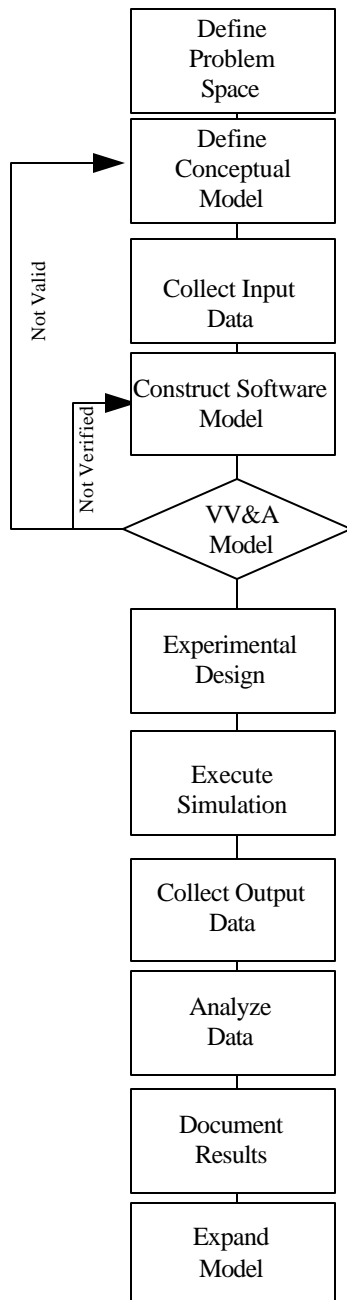 Define
Problem
Space
Define
Conceptual
Model
Not Valid
Collect Input
Data
Construct Software
Model
Not Verified
VV&A
Model
Experimental
Design
Execute
Simulation
Collect Output
Data
Analyze
Data
Document
Results
Expand
Model